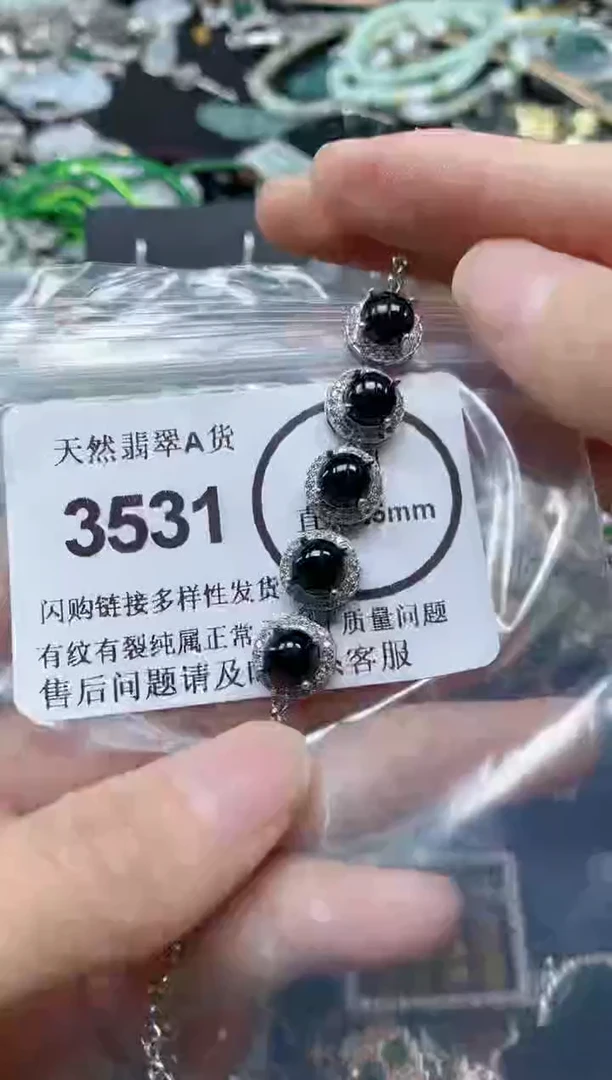 天然翡翠A货
3531
直 5mm
闪购链接多样性发货
有纹有裂纯属正常 质量问题
售后问题请及 客服